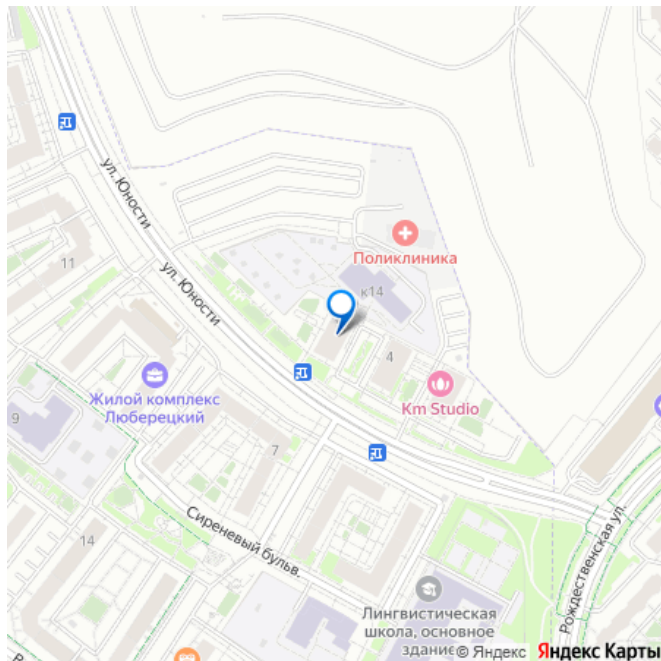 ул. Юности
ул. Юности
11
Поликлиника
к14
4
Km Studio
Жилой комплекс
Люберецкий
9
7
14
Сиреневый бульв.
Рождественская ул.
Лингвистическая
школа, основное
здание
© Яндекс Яндекс Карты